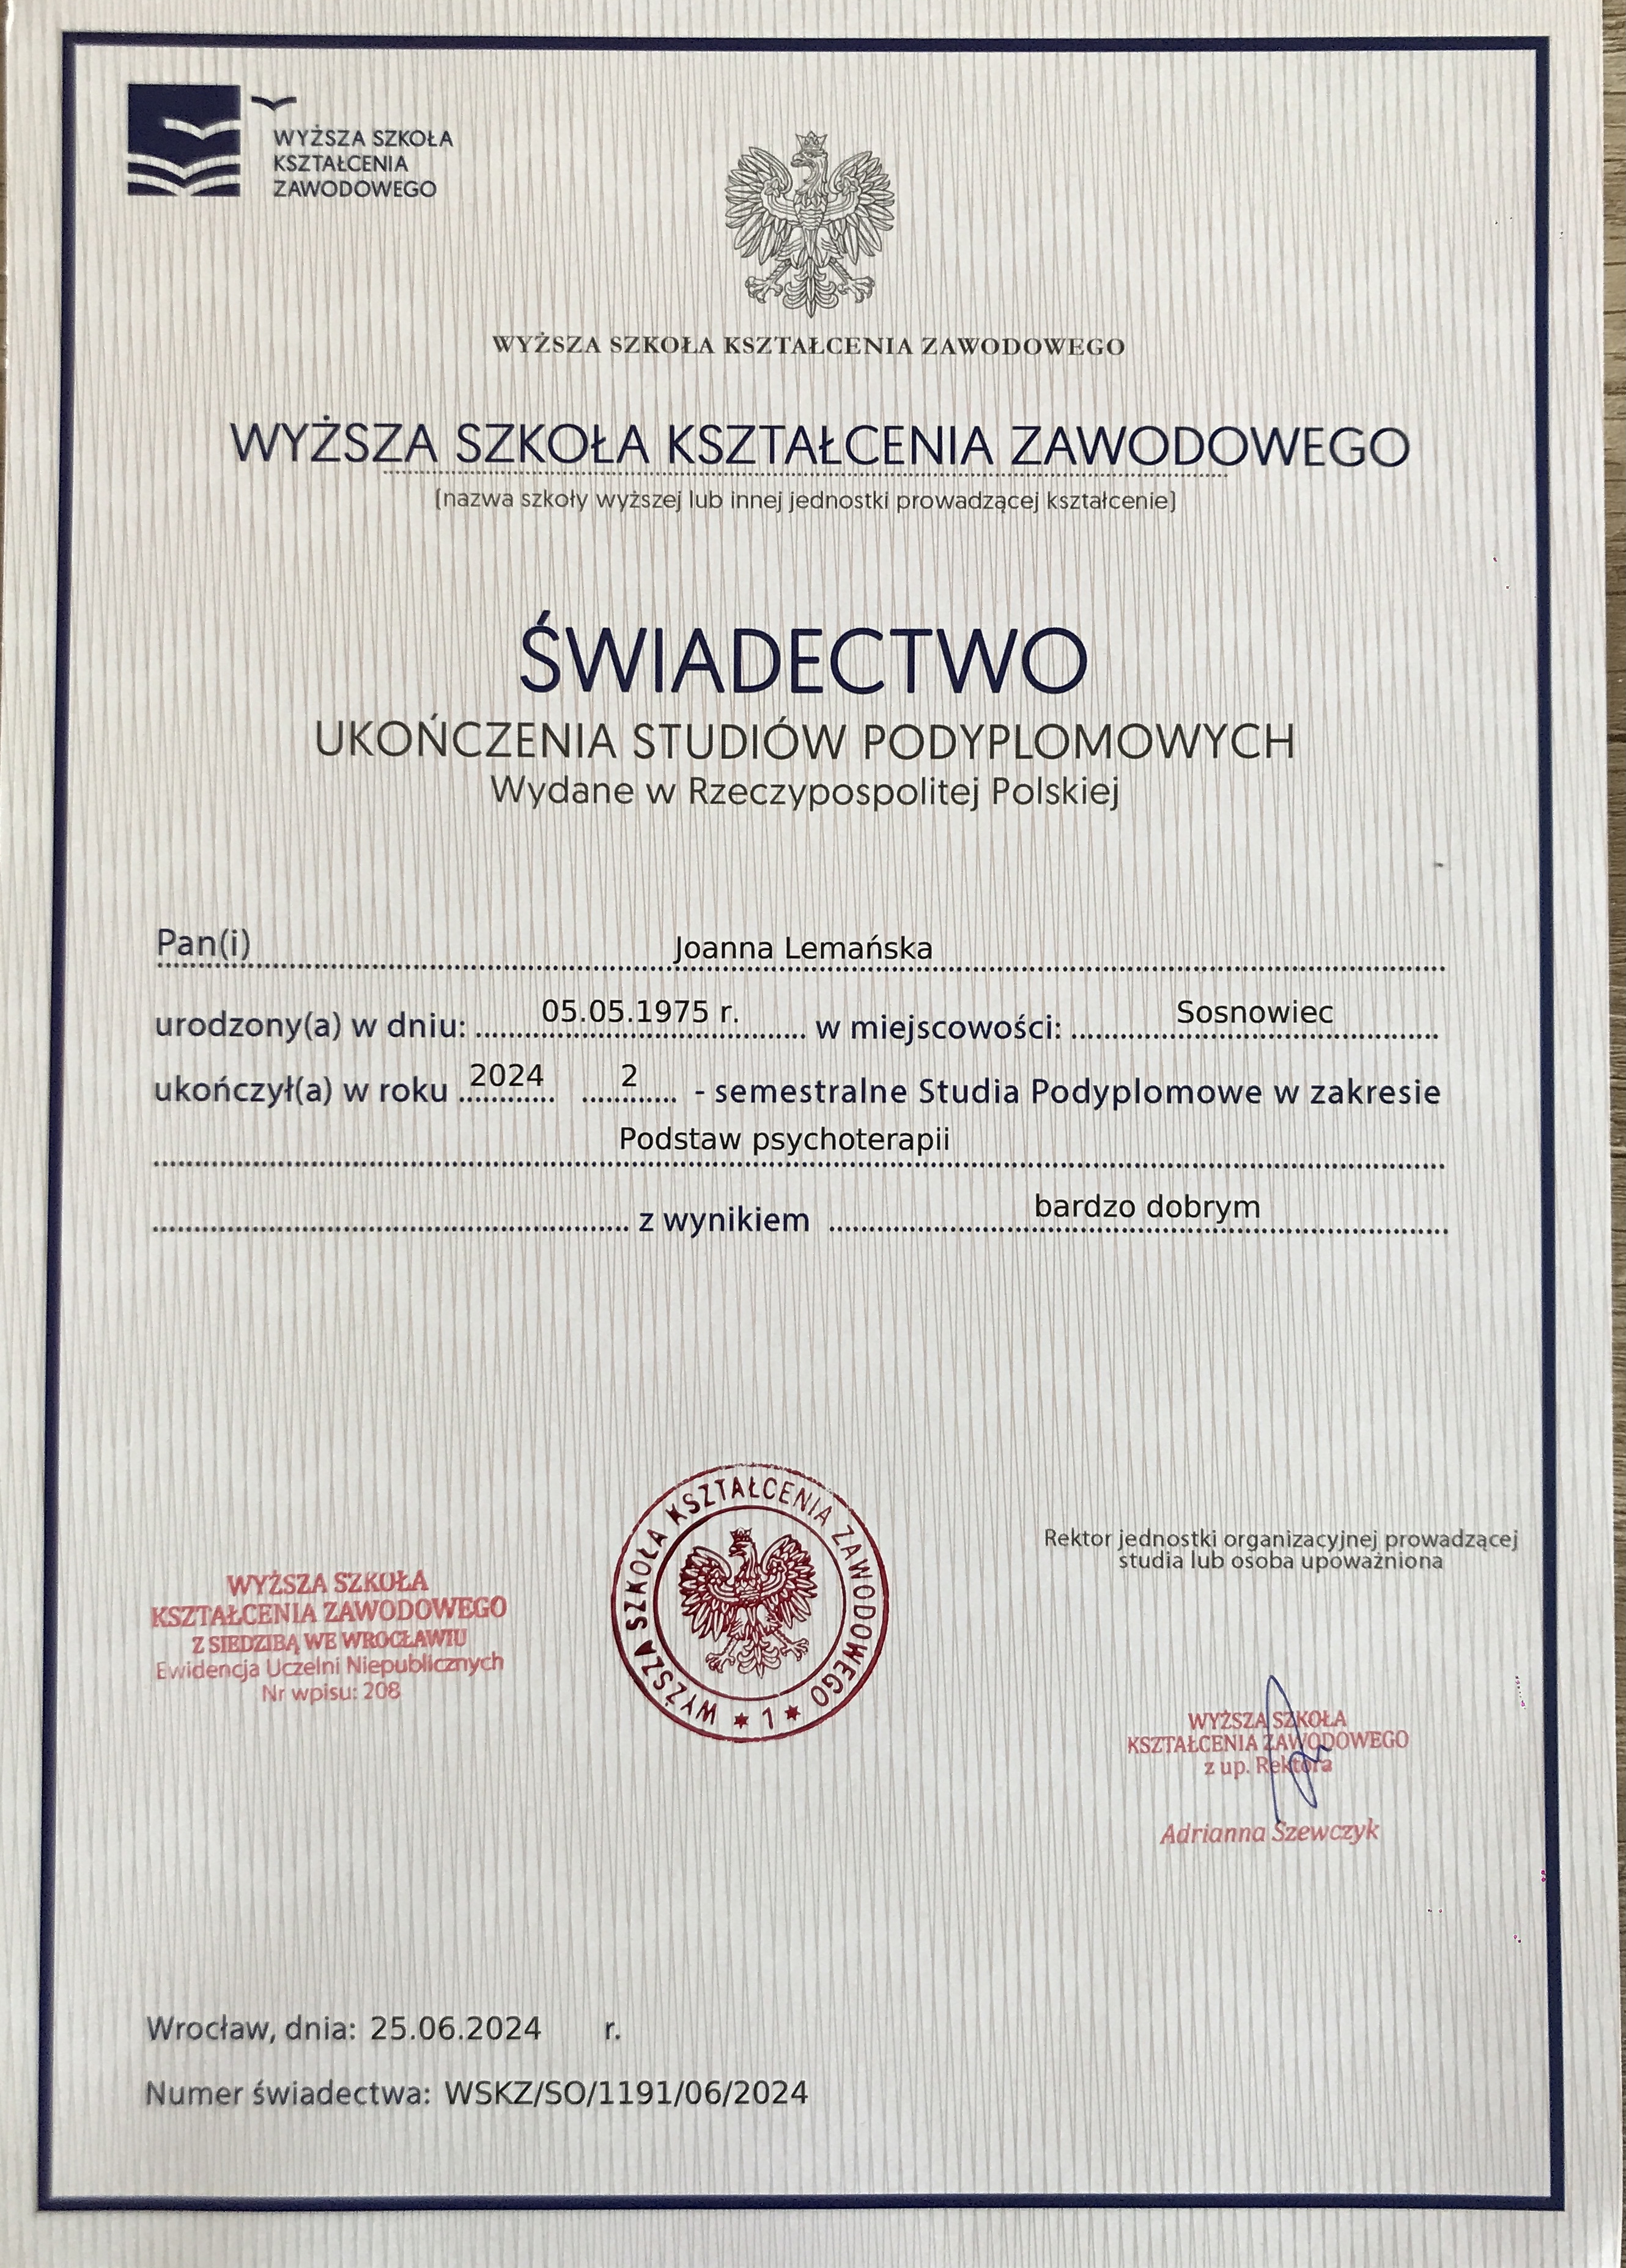 WYŻSZA SZKOŁA
KSZTAŁCENIA
ZAWODOWEGO
WYŻSZA SZKOŁA KSZTAŁCENIA ZAWODOWEGO
WYŻSZA SZKOŁA KSZTAŁCENIA ZAWODOWEGO
(nazwa szkoły wyższej lub innej jednostki prowadzącej kształcenie)
ŚWIADECTWO
UKOŃCZENIA STUDIÓW PODYPLOMOWYCH
Wydane w Rzeczypospolitej Polskiej
Pan(i) Joanna Lemańska
urodzony(a) w dniu: 05.05.1975 r. w miejscowości: Sosnowiec
ukończył(a) w roku 2024 2 - semestralne Studia Podyplomowe w zakresie
Podstaw psychoterapii
z wynikiem bardzo dobrym
WYŻSZA SZKOŁA KSZTAŁCENIA ZAWODOWEGO * 1 *
Rektor jednostki organizacyjnej prowadzącej
studia lub osoba upoważniona
WYŻSZA SZKOŁA
KSZTAŁCENIA ZAWODOWEGO
Z SIEDZIBĄ WE WROCŁAWIU
Ewidencja Uczelni Niepublicznych
Nr wpisu: 208
WYŻSZA SZKOŁA
KSZTAŁCENIA ZAWODOWEGO
z up. Rektora
Adrianna Szewczyk
Wrocław, dnia: 25.06.2024 r.
Numer świadectwa: WSKZ/SO/1191/06/2024